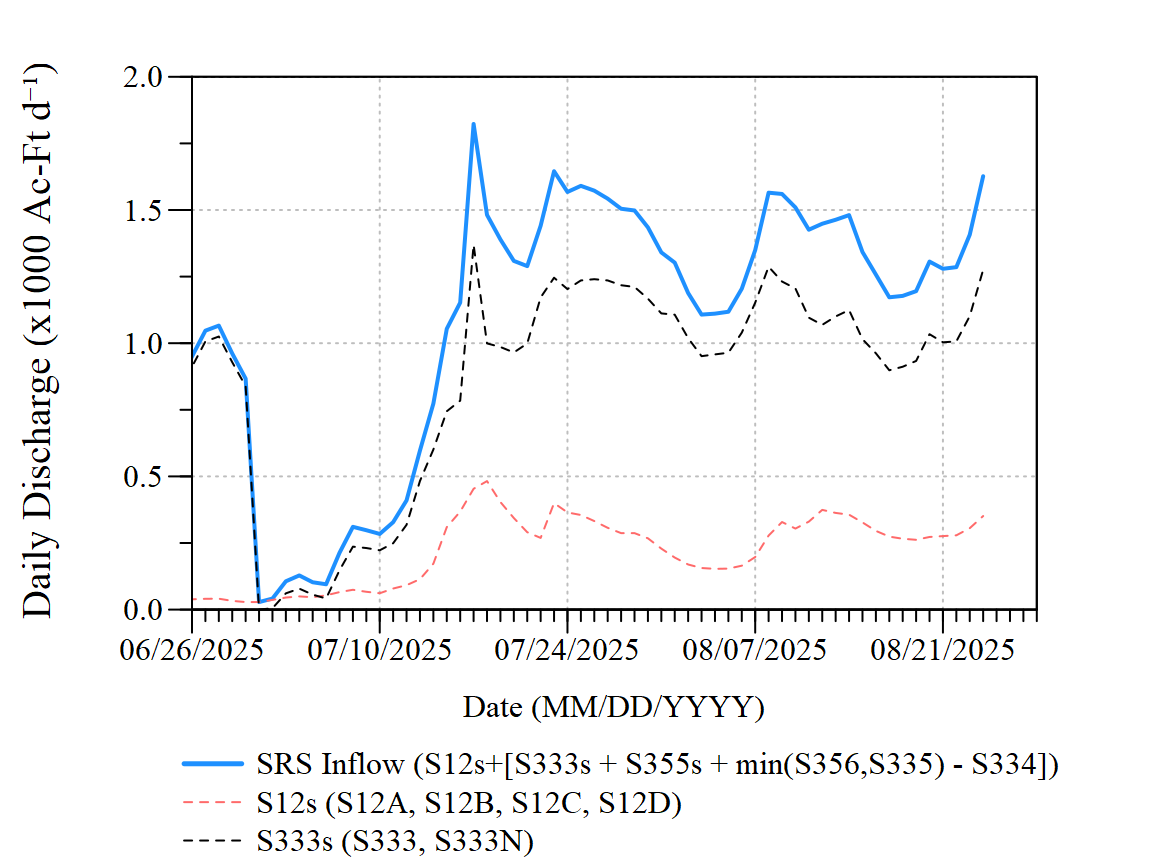 Daily Discharge (x1000 Ac-Ft d⁻¹)
2.0
1.5
1.0
0.5
0.0
06/26/2025 07/10/2025 07/24/2025 08/07/2025 08/21/2025
Date (MM/DD/YYYY)
SRS Inflow (S12s+[S333s + S355s + min(S356,S335) - S334])
S12s (S12A, S12B, S12C, S12D)
S333s (S333, S333N)